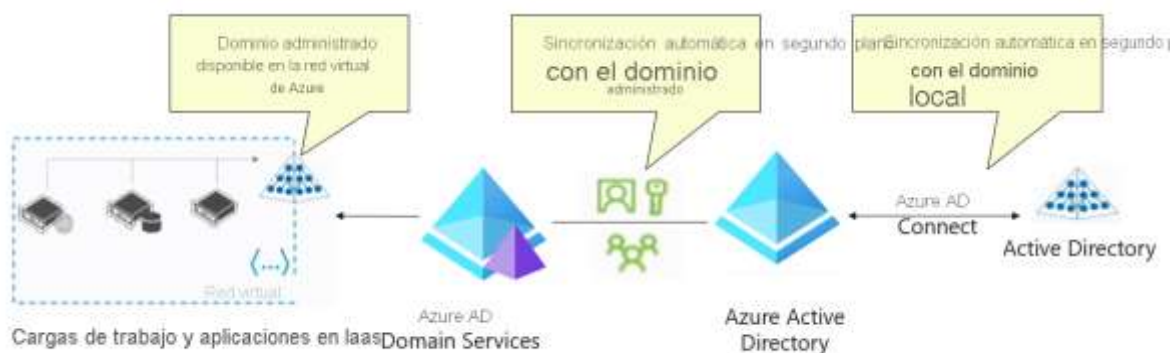 Dominio administrado
disponible en la red virtual
de Azure
Sincronización automática en segundo plano
con el dominio
administrado
Sincronización automática en segundo p
con el dominio
local
Red virtual
Cargas de trabajo y aplicaciones en Iaas
Azure AD
Domain Services
Azure Active
Directory
Azure AD
Connect
Active Directory